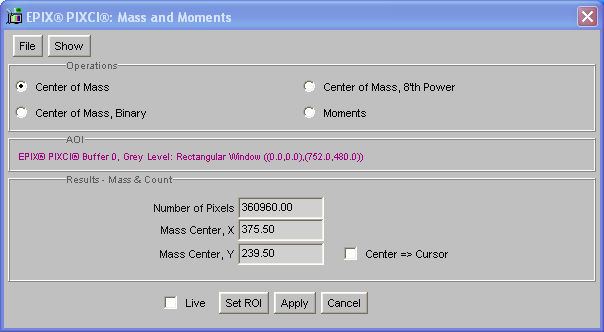 EPIX® PIXCI®: Mass and Moments
File Show
Operations
Center of Mass Center of Mass, 8'th Power
Center of Mass, Binary Moments
AOI
EPIX® PIXCI® Buffer 0, Grey Level: Rectangular Window ((0.0,0.0),(752.0,480.0))
Results - Mass & Count
Number of Pixels 360960.00
Mass Center, X 375.50
Mass Center, Y 239.50 Center => Cursor
Live Set ROI Apply Cancel